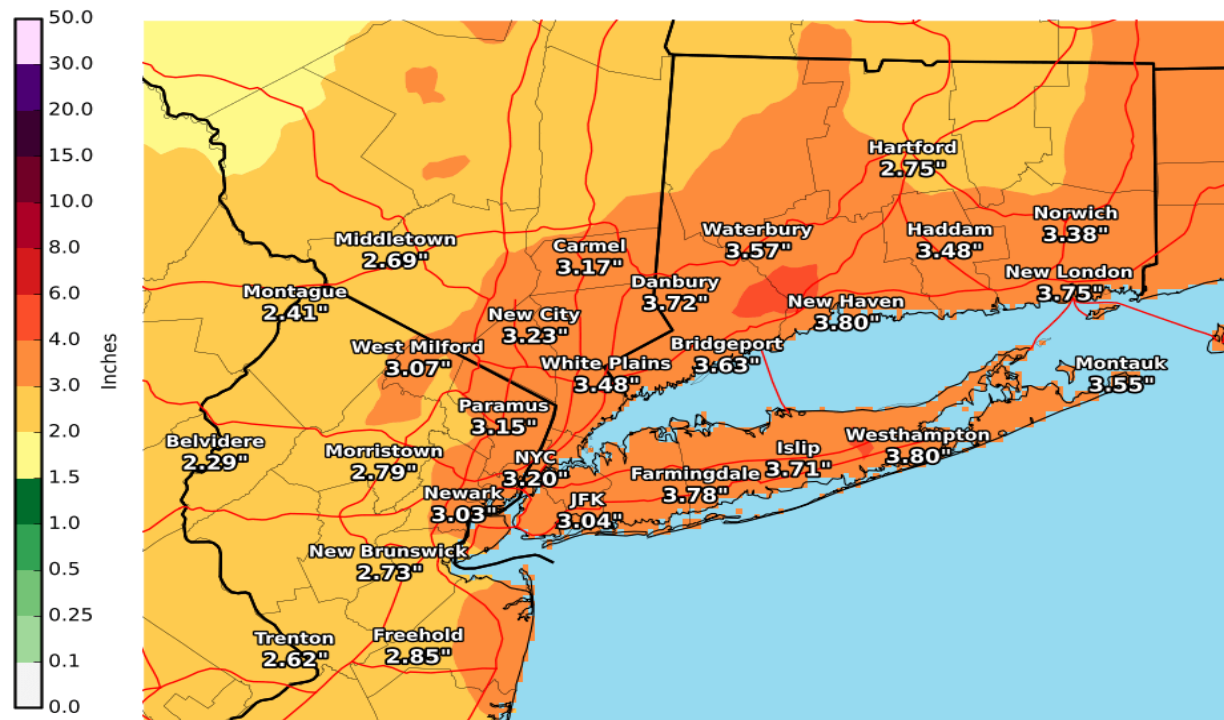 50.0
30.0
20.0
15.0
10.0
8.0
6.0
4.0
3.0
2.0
1.5
1.0
0.5
0.25
0.1
0.0
Inches
Hartford
2.75"
Norwich
3.38"
Waterbury
3.57"
Haddam
3.48"
Middletown
2.69"
Carmel
3.17"
New London
3.75"
Danbury
3.72"
Montague
2.41"
New Haven
3.80"
New City
3.23"
Bridgeport
3.63"
West Milford
3.07"
White Plains
3.48"
Montauk
3.55"
Paramus
3.15"
Westhampton
3.80"
Belvidere
2.29"
Islip
3.71"
Morristown
2.79"
NYC
3.20"
Farmingdale
3.78"
Newark
3.03"
JFK
3.04"
New Brunswick
2.73"
Freehold
2.85"
Trenton
2.62"